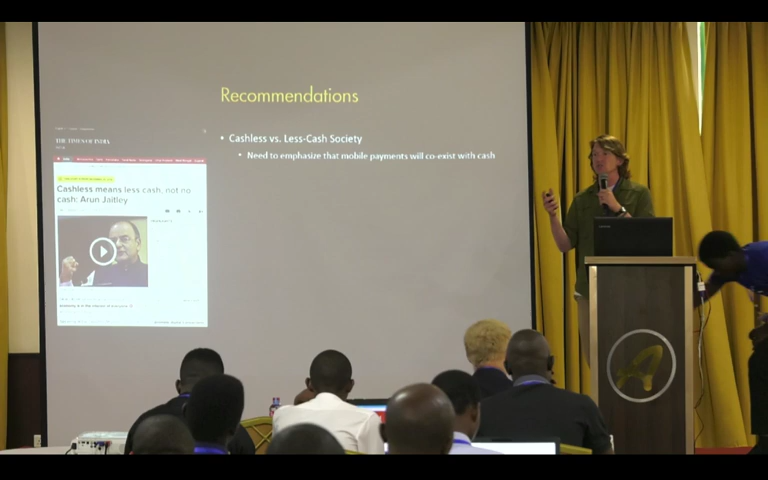 Recommendations
• Cashless vs. Less-Cash Society
• Need to emphasize that mobile payments will co-exist with cash
THE TIMES OF INDIA
Cashless means less cash, not no
cash: Arun Jaitley